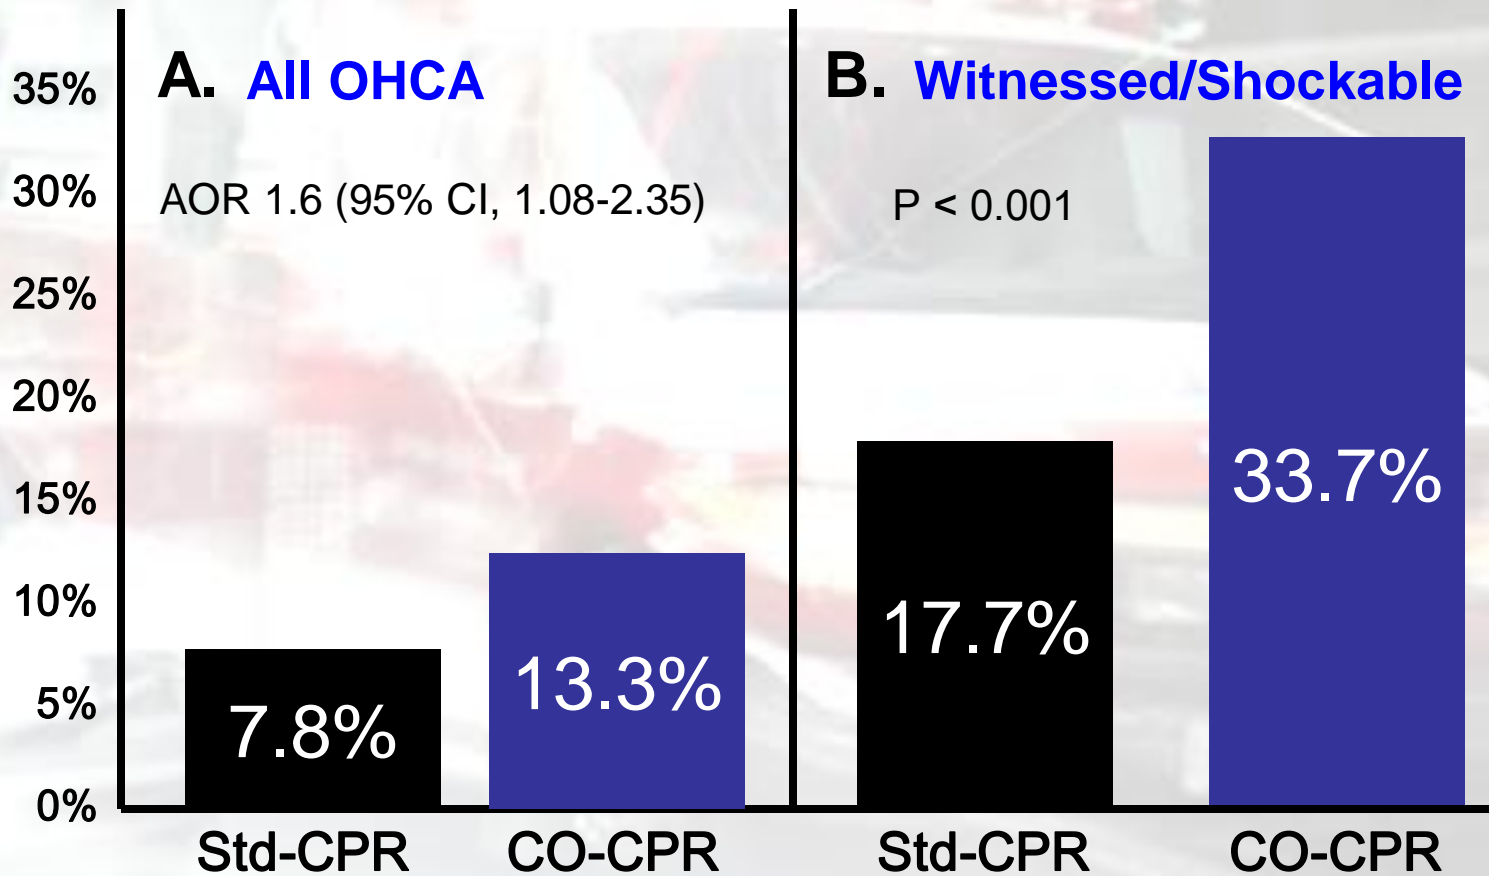 35%
30%
25%
20%
15%
10%
5%
0%
A. All OHCA
AOR 1.6 (95% CI, 1.08-2.35)
7.8%
13.3%
Std-CPR
CO-CPR
B. Witnessed/Shockable
P < 0.001
17.7%
33.7%
Std-CPR
CO-CPR